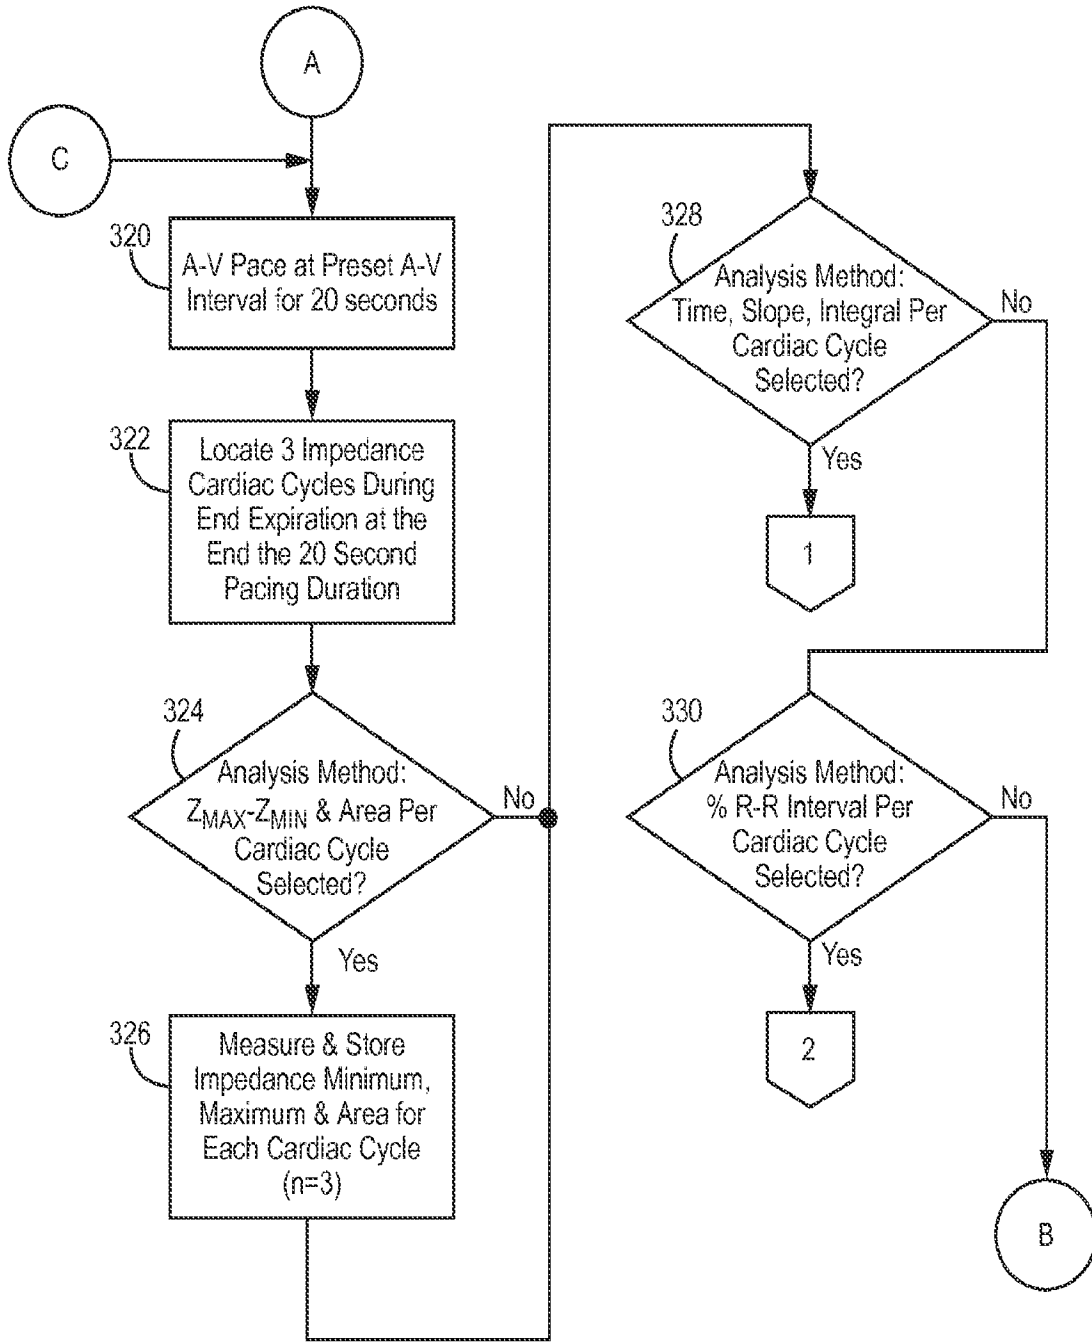 A
C
320
A-V Pace at Preset A-V
Interval for 20 seconds
322
Locate 3 Impedance
Cardiac Cycles During
End Expiration at the
End the 20 Second
Pacing Duration
324
Analysis Method:
ZMAX-ZMIN & Area Per
Cardiac Cycle
Selected?
No
Yes
326
Measure & Store
Impedance Minimum,
Maximum & Area for
Each Cardiac Cycle
(n=3)
328
Analysis Method:
Time, Slope, Integral Per
Cardiac Cycle
Selected?
No
Yes
1
330
Analysis Method:
% R-R Interval Per
Cardiac Cycle
Selected?
No
Yes
2
B